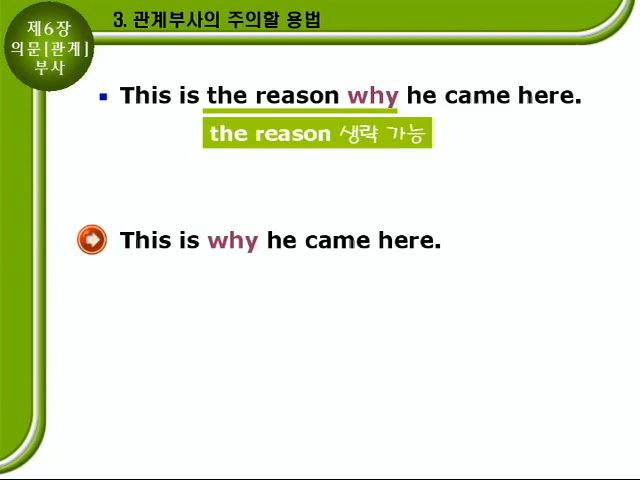 제6장
의문[관계]
부사
3. 관계부사의 주의할 용법
▪ This is the reason why he came here.
the reason 생략 가능
This is why he came here.